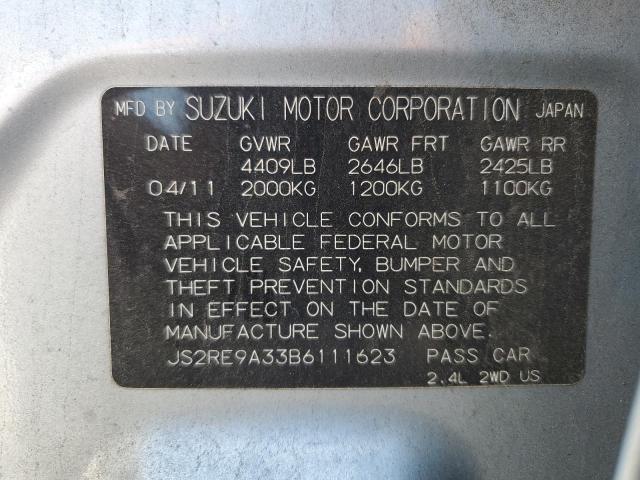 MFD BY SUZUKI MOTOR CORPORATION JAPAN
DATE GVWR GAWR FRT GAWR RR
4409LB 2646LB 2425LB
04/11 2000KG 1200KG 1100KG
THIS VEHICLE CONFORMS TO ALL
APPLICABLE FEDERAL MOTOR
VEHICLE SAFETY, BUMPER AND
THEFT PREVENTION STANDARDS
IN EFFECT ON THE DATE OF
MANUFACTURE SHOWN ABOVE.
JS2RE9A33B6111623 PASS CAR
2.4L 2WD US